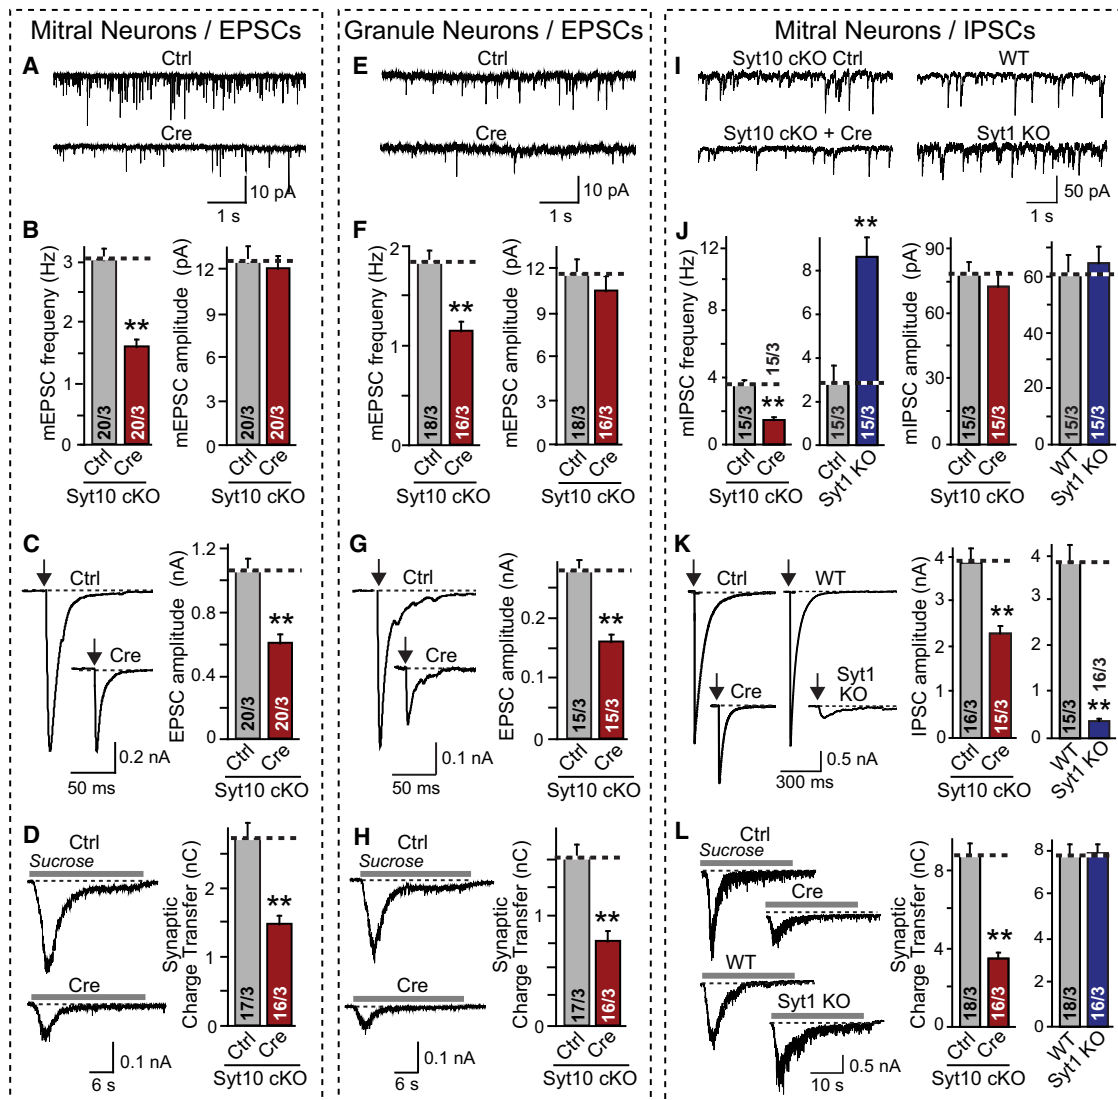 Mitral Neurons / EPSCs
A
Ctrl
Cre
10 pA
1 s
B
mEPSC frequency (Hz)
3
2
1
0
20/3
20/3
**
Ctrl
Cre
Syt10 cKO
mEPSC amplitude (pA)
12
9
6
3
0
20/3
20/3
Ctrl
Cre
Syt10 cKO
C
Ctrl
Cre
0.2 nA
50 ms
EPSC amplitude (nA)
1.2
0.9
0.6
0.4
0
20/3
20/3
**
Ctrl
Cre
Syt10 cKO
D
Ctrl
Sucrose
Cre
0.1 nA
6 s
Synaptic
Charge Transfer (nC)
2
1
0
17/3
16/3
**
Ctrl
Cre
Syt10 cKO
Granule Neurons / EPSCs
E
Ctrl
Cre
10 pA
1 s
F
mEPSC frequency (Hz)
2
1
0
18/3
16/3
**
Ctrl
Cre
Syt10 cKO
mEPSC amplitude (pA)
12
9
6
3
0
18/3
16/3
Ctrl
Cre
Syt10 cKO
G
Ctrl
Cre
0.1 nA
50 ms
EPSC amplitude (nA)
0.2
0.1
0
15/3
15/3
**
Ctrl
Cre
Syt10 cKO
H
Ctrl
Sucrose
Cre
0.1 nA
6 s
Synaptic
Charge Transfer (nC)
1
0
17/3
16/3
**
Ctrl
Cre
Syt10 cKO
Mitral Neurons / IPSCs
I
Syt10 cKO Ctrl
WT
Syt10 cKO + Cre
Syt1 KO
50 pA
1 s
J
mIPSC frequeny (Hz)
12
8
4
0
15/3
15/3
**
Ctrl
Cre
Syt10 cKO
8
6
4
2
0
15/3
15/3
**
Ctrl
Syt1 KO
mIPSC amplitude (pA)
90
60
30
0
15/3
15/3
Ctrl
Cre
Syt10 cKO
60
40
20
0
15/3
15/3
WT
Syt1 KO
K
Ctrl
WT
Cre
Syt1
KO
0.5 nA
300 ms
IPSC amplitude (nA)
4
3
2
1
0
16/3
15/3
**
Ctrl
Cre
Syt10 cKO
4
3
2
1
0
15/3
16/3
**
WT
Syt1 KO
L
Ctrl
Sucrose
Cre
WT
Syt1 KO
0.5 nA
10 s
Synaptic
Charge Transfer (nC)
8
4
0
18/3
16/3
**
Ctrl
Cre
Syt10 cKO
8
6
4
2
0
18/3
16/3
WT
Syt1 KO